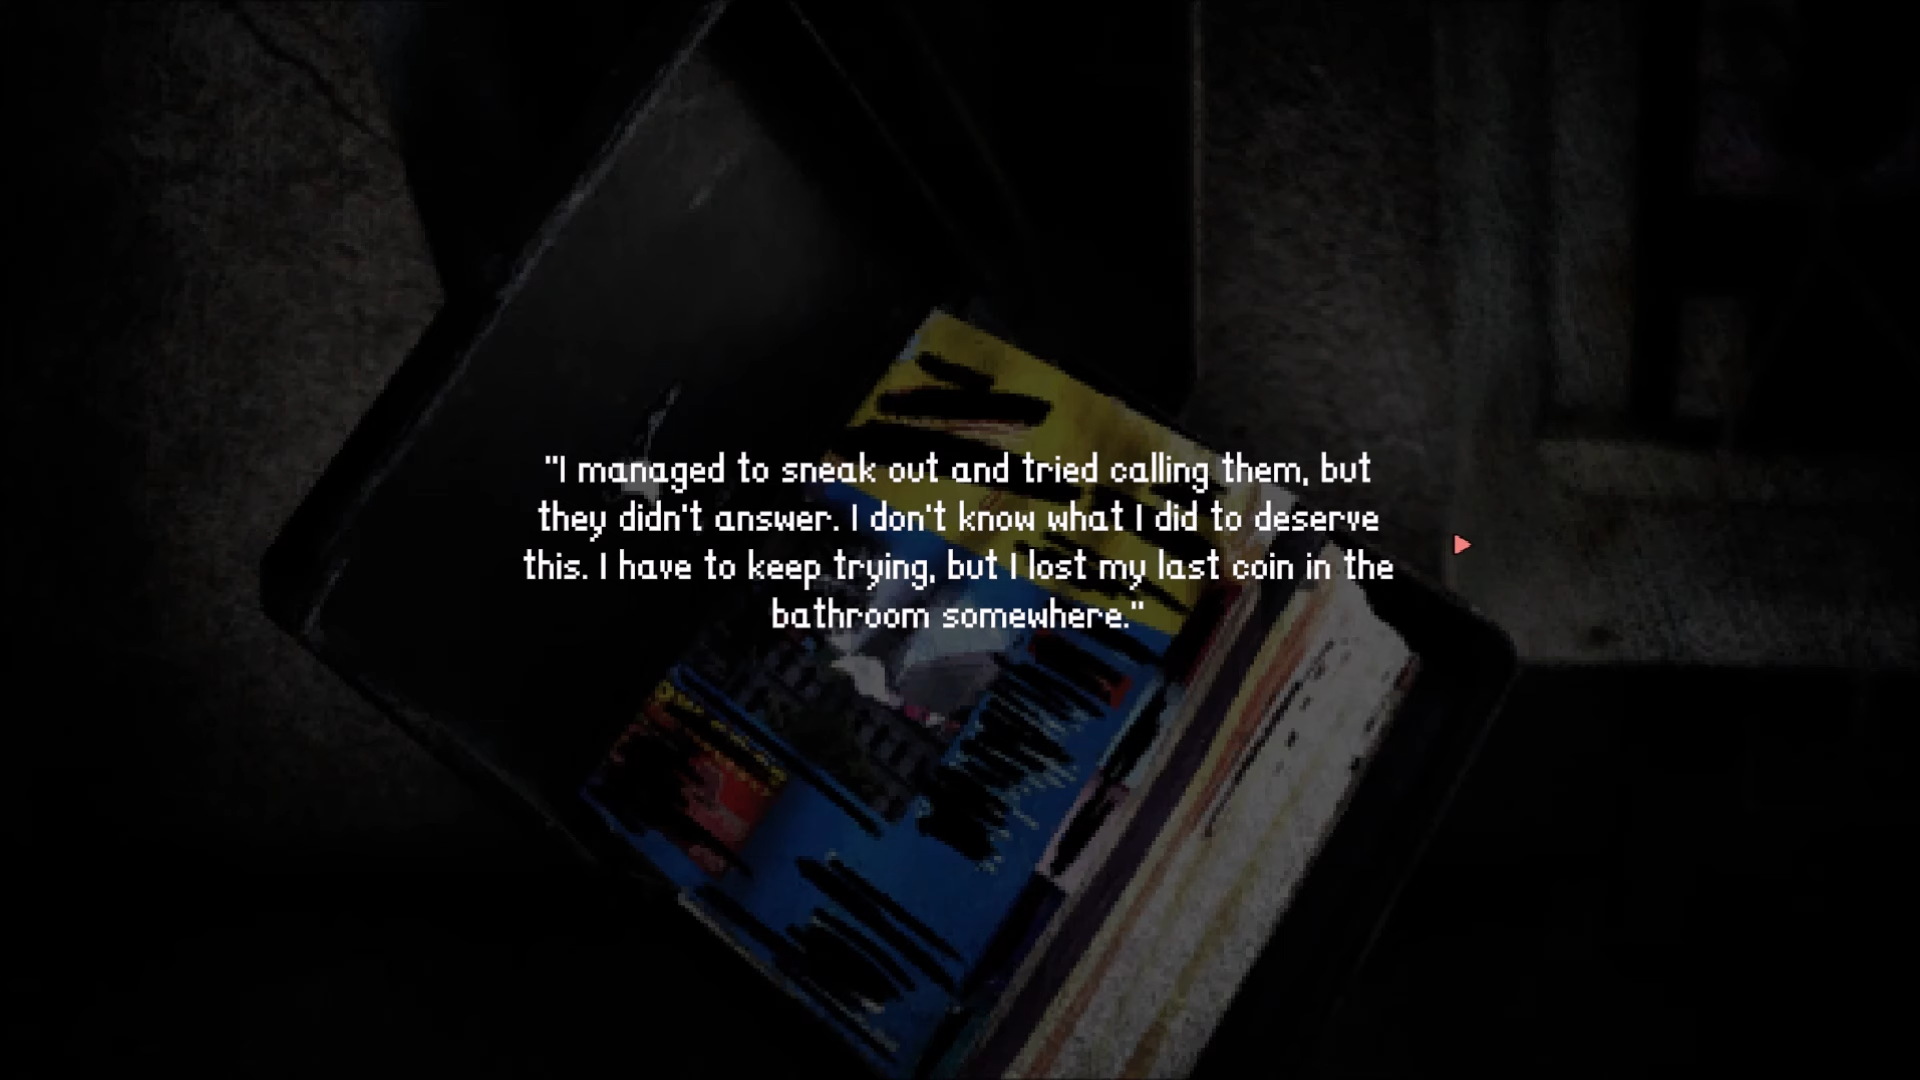 "I managed to sneak out and tried calling them, but
they didn't answer. I don't know what I did to deserve
this. I have to keep trying, but I lost my last coin in the
bathroom somewhere."